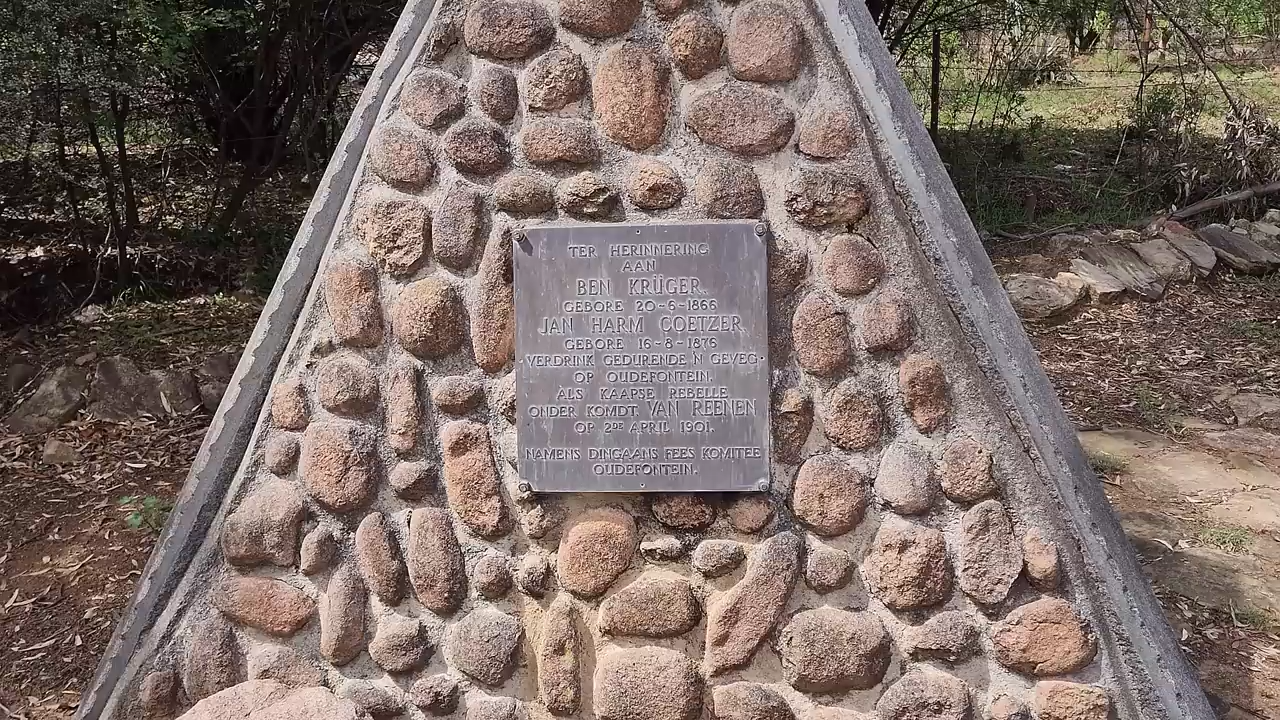 TER HERINNERING
AAN
BEN KRÜGER.
GEBORE 20-6-1866
JAN HARM COETZER.
GEBORE 16-8-1876
VERDRINK GEDURENDE 'N GEVEG
OP OUDEFONTEIN.
ALS KAAPSE REBELLE
ONDER KOMDT VAN REENEN
OP 2DE APRIL 1901.
NAMENS DINGAANS FEES KOMITEE
OUDEFONTEIN.